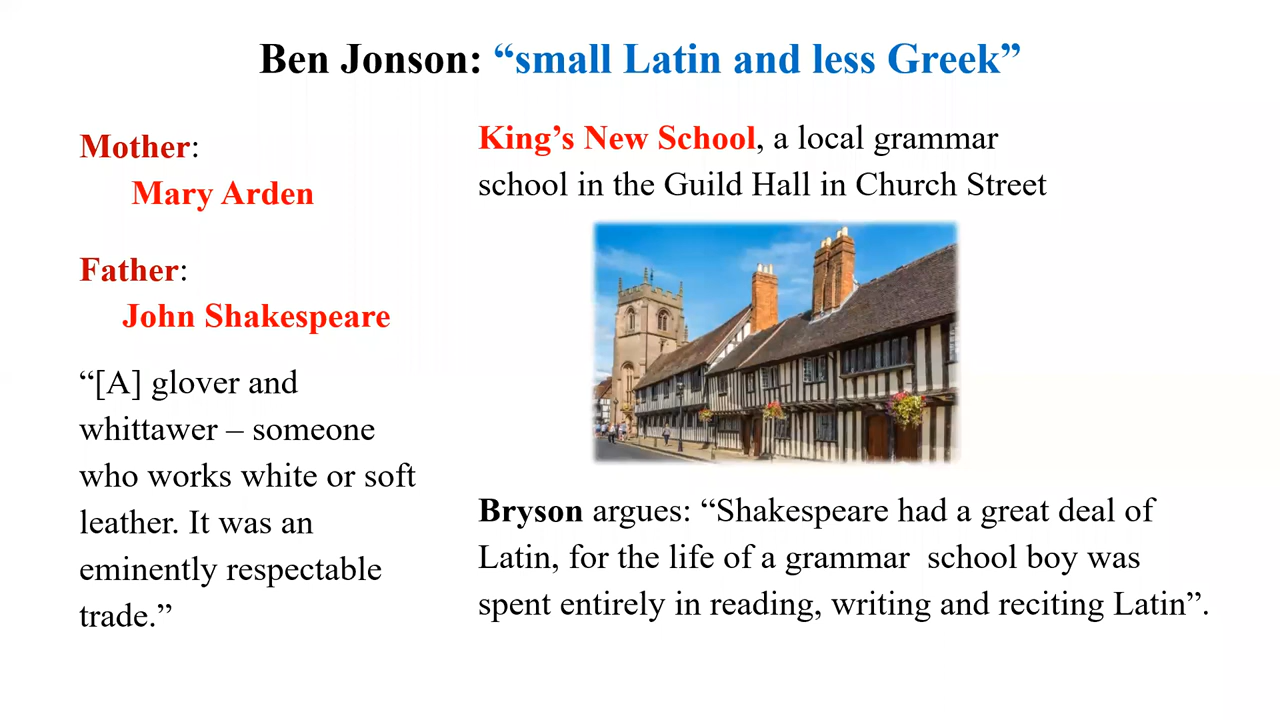 Ben Jonson: “small Latin and less Greek”
Mother:
Mary Arden
Father:
John Shakespeare
“[A] glover and
whittawer – someone
who works white or soft
leather. It was an
eminently respectable
trade.”
King’s New School, a local grammar
school in the Guild Hall in Church Street
Bryson argues: “Shakespeare had a great deal of
Latin, for the life of a grammar  school boy was
spent entirely in reading, writing and reciting Latin”.